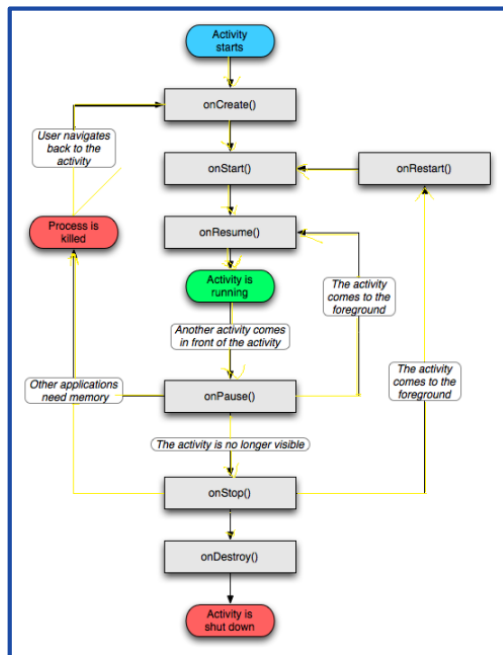 Activity
starts
onCreate()
User navigates
back to the
activity
onStart()
onRestart()
Process is
killed
onResume()
Activity is
running
The activity
comes to the
foreground
Another activity comes
in front of the activity
The activity
comes to the
foreground
Other applications
need memory
onPause()
The activity is no longer visible
onStop()
onDestroy()
Activity is
shut down